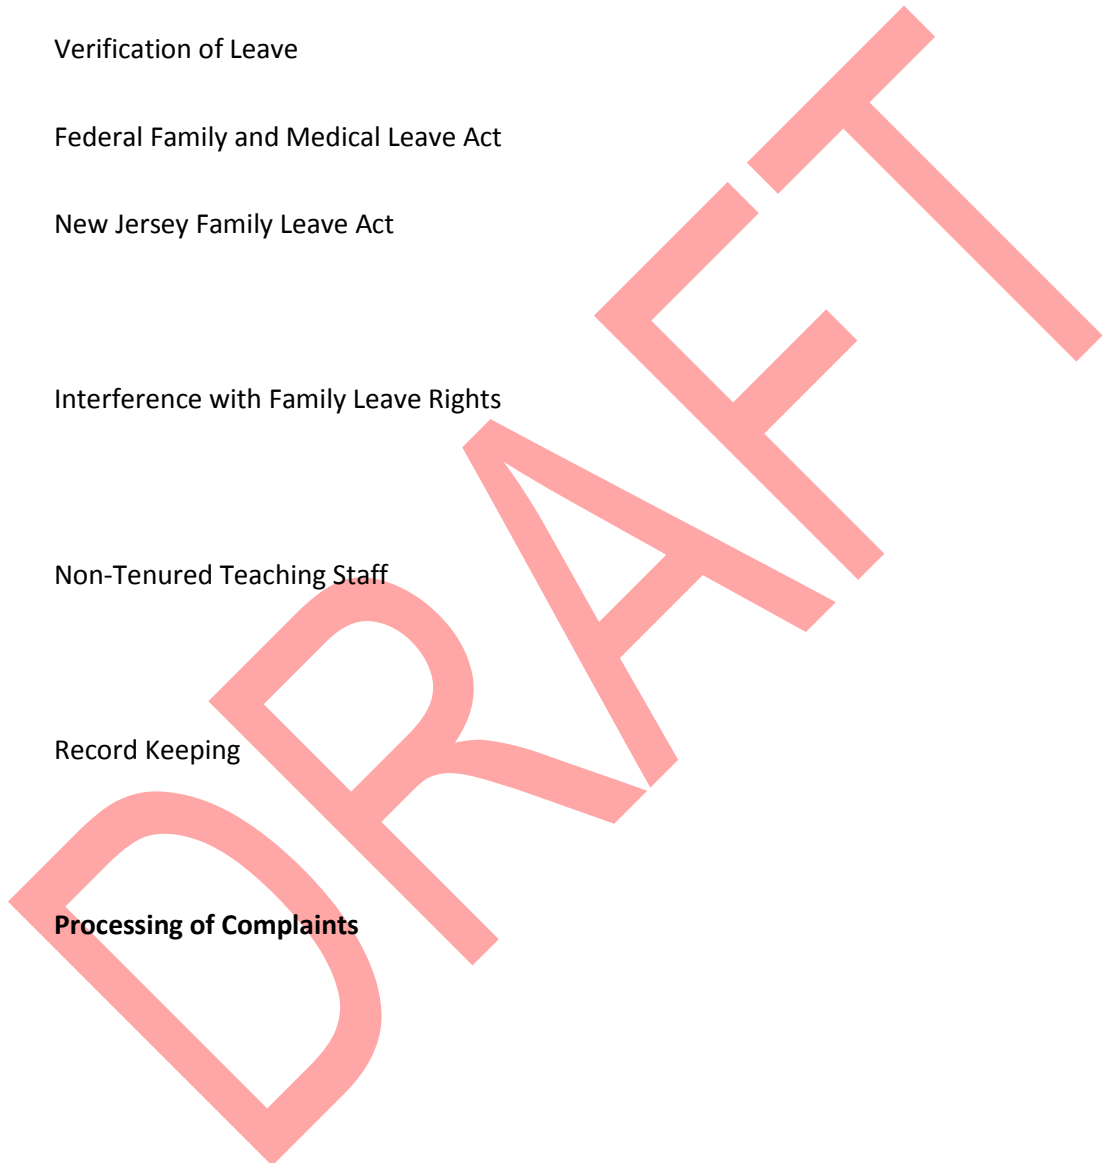 Verification of Leave
Federal Family and Medical Leave Act
New Jersey Family Leave Act
Interference with Family Leave Rights
Non-Tenured Teaching Staff
Record Keeping
Processing of Complaints
DRAFT